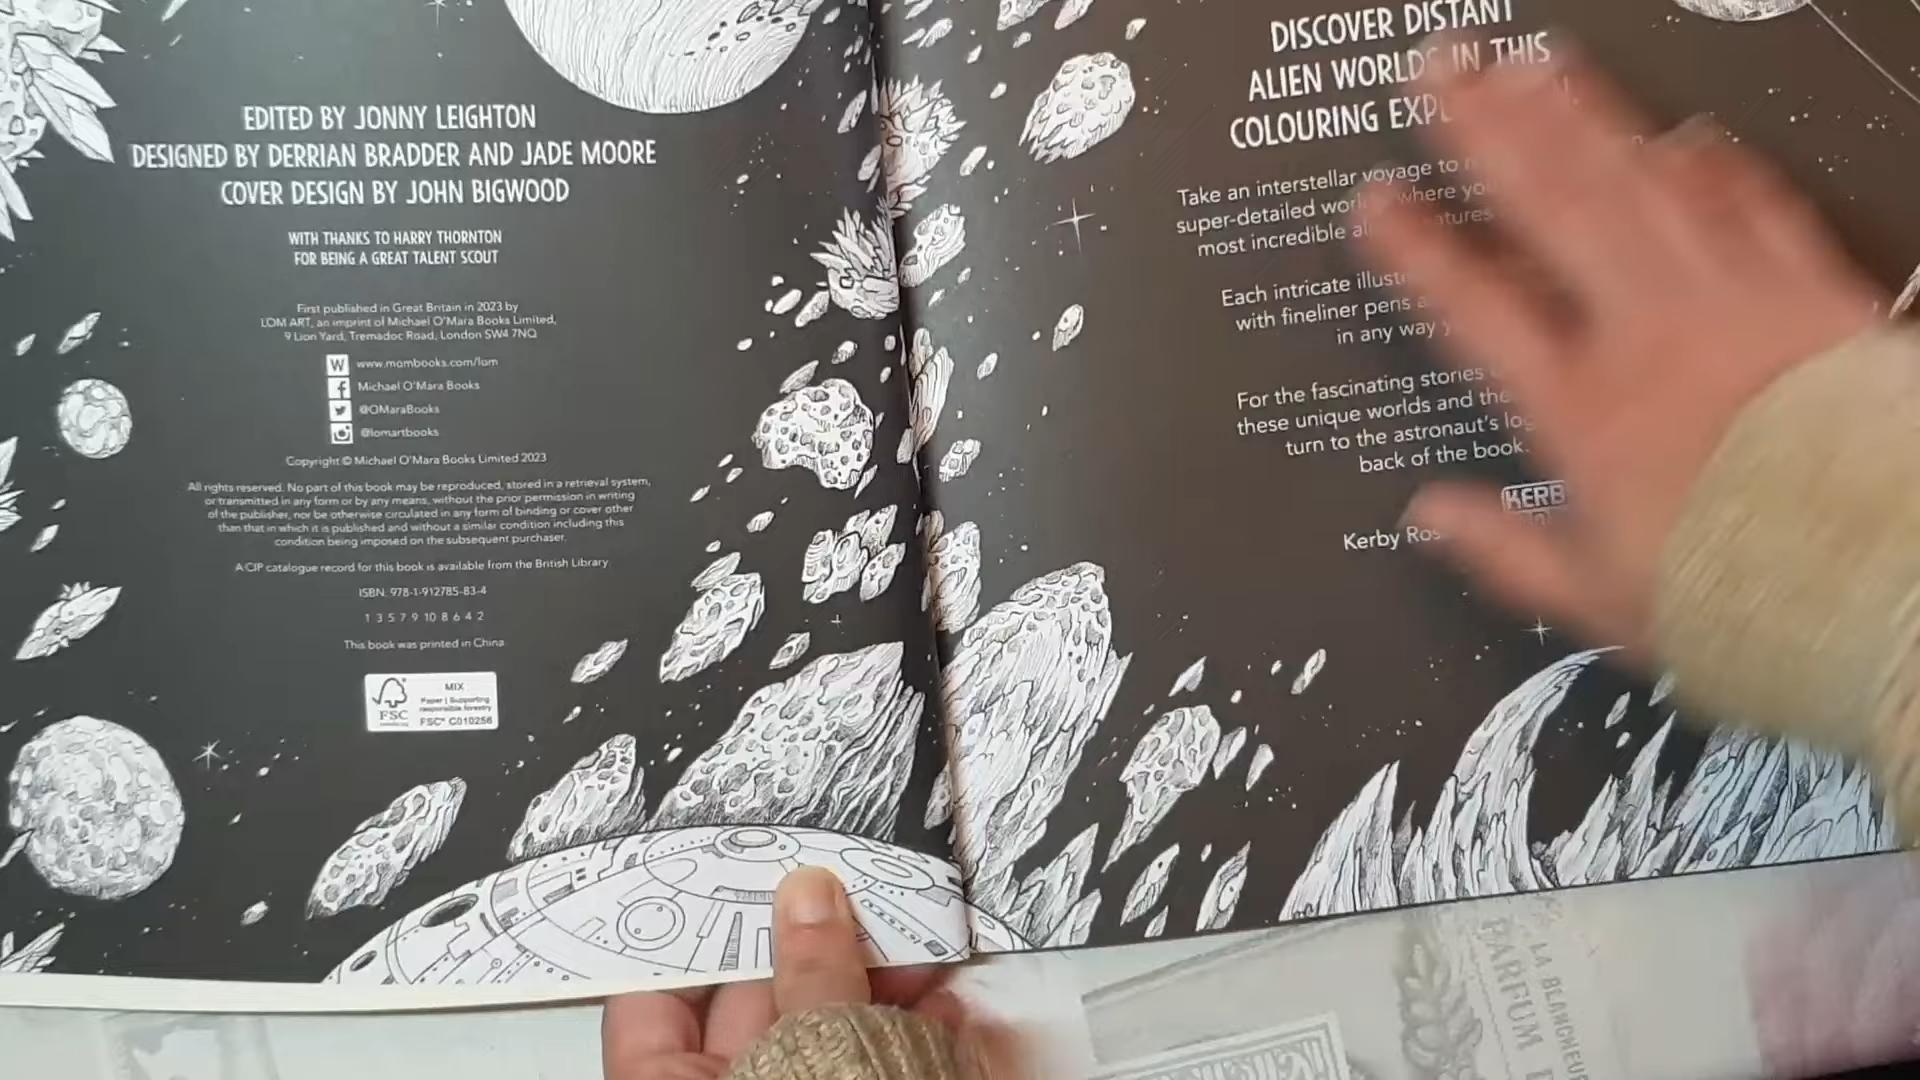 EDITED BY JONNY LEIGHTON
DESIGNED BY DERRIAN BRADDER AND JADE MOORE
COVER DESIGN BY JOHN BIGWOOD
WITH THANKS TO HARRY THORNTON
FOR BEING A GREAT TALENT SCOUT
First published in Great Britain in 2023 by
LOM ART, an imprint of Michael O'Mara Books Limited,
9 Lion Yard, Tremadoc Road, London SW4 7NQ
W www.mombooks.com/lom
f Michael O'Mara Books
@OMaraBooks
@lomartbooks
Copyright © Michael O'Mara Books Limited 2023
All rights reserved. No part of this book may be reproduced, stored in a retrieval system,
or transmitted in any form or by any means, without the prior permission in writing
of the publisher, nor be otherwise circulated in any form of binding or cover other
than that in which it is published and without a similar condition including this
condition being imposed on the subsequent purchaser.
A CIP catalogue record for this book is available from the British Library
ISBN: 978-1-912785-83-4
1 3 5 7 9 10 8 6 4 2
This book was printed in China
FSC
MIX
Paper | Supporting
responsible forestry
FSC® C010256
DISCOVER DISTANT
ALIEN WORLDS IN THIS
COLOURING
Take an interstellar voyage to
super-detailed where
most incredible
Each intricate
with fineliner pens
in any way
For the fascinating stories
these unique worlds and
turn to the astronaut's
back of the book.
KERB
Kerby
LA BLANCHEUR
PARFUM